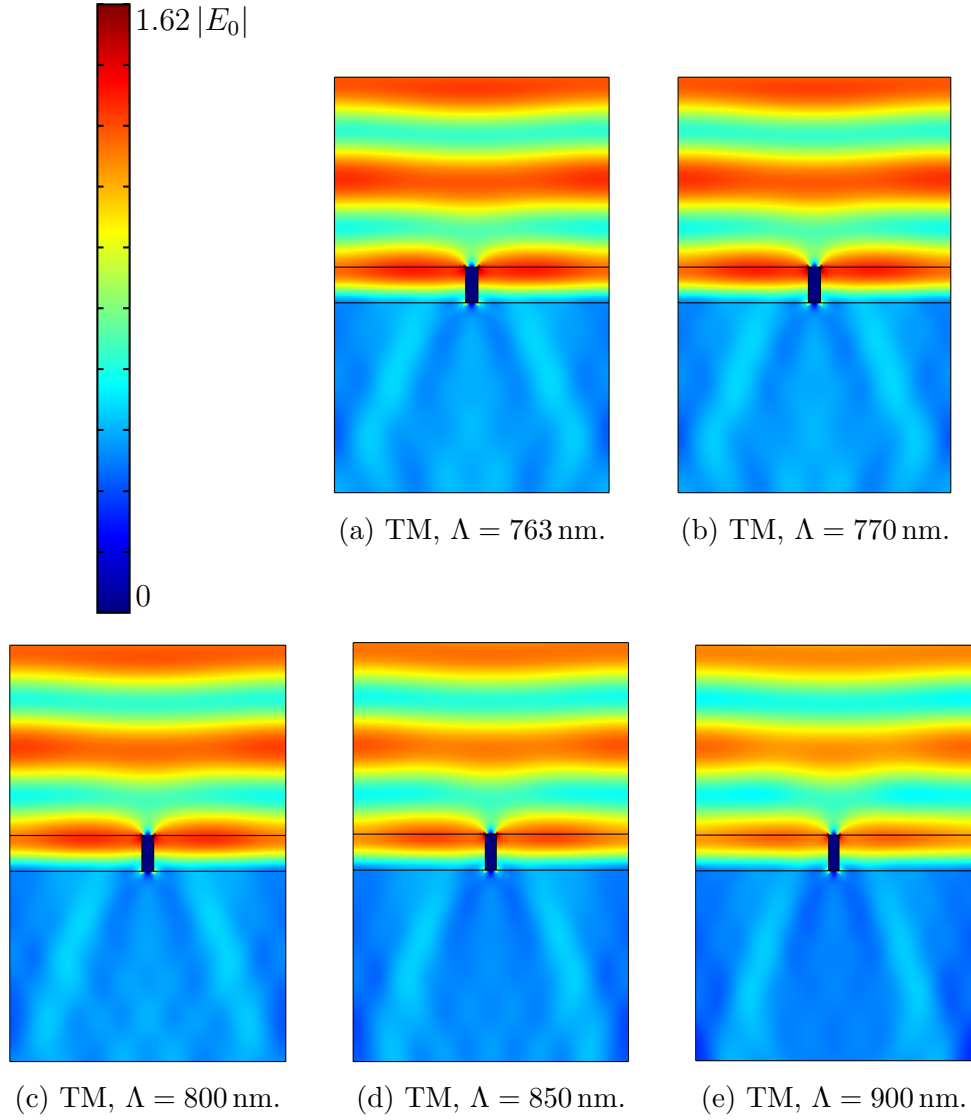 1.62 |E₀|
0
(a) TM, Λ = 763 nm.
(b) TM, Λ = 770 nm.
(c) TM, Λ = 800 nm.
(d) TM, Λ = 850 nm.
(e) TM, Λ = 900 nm.